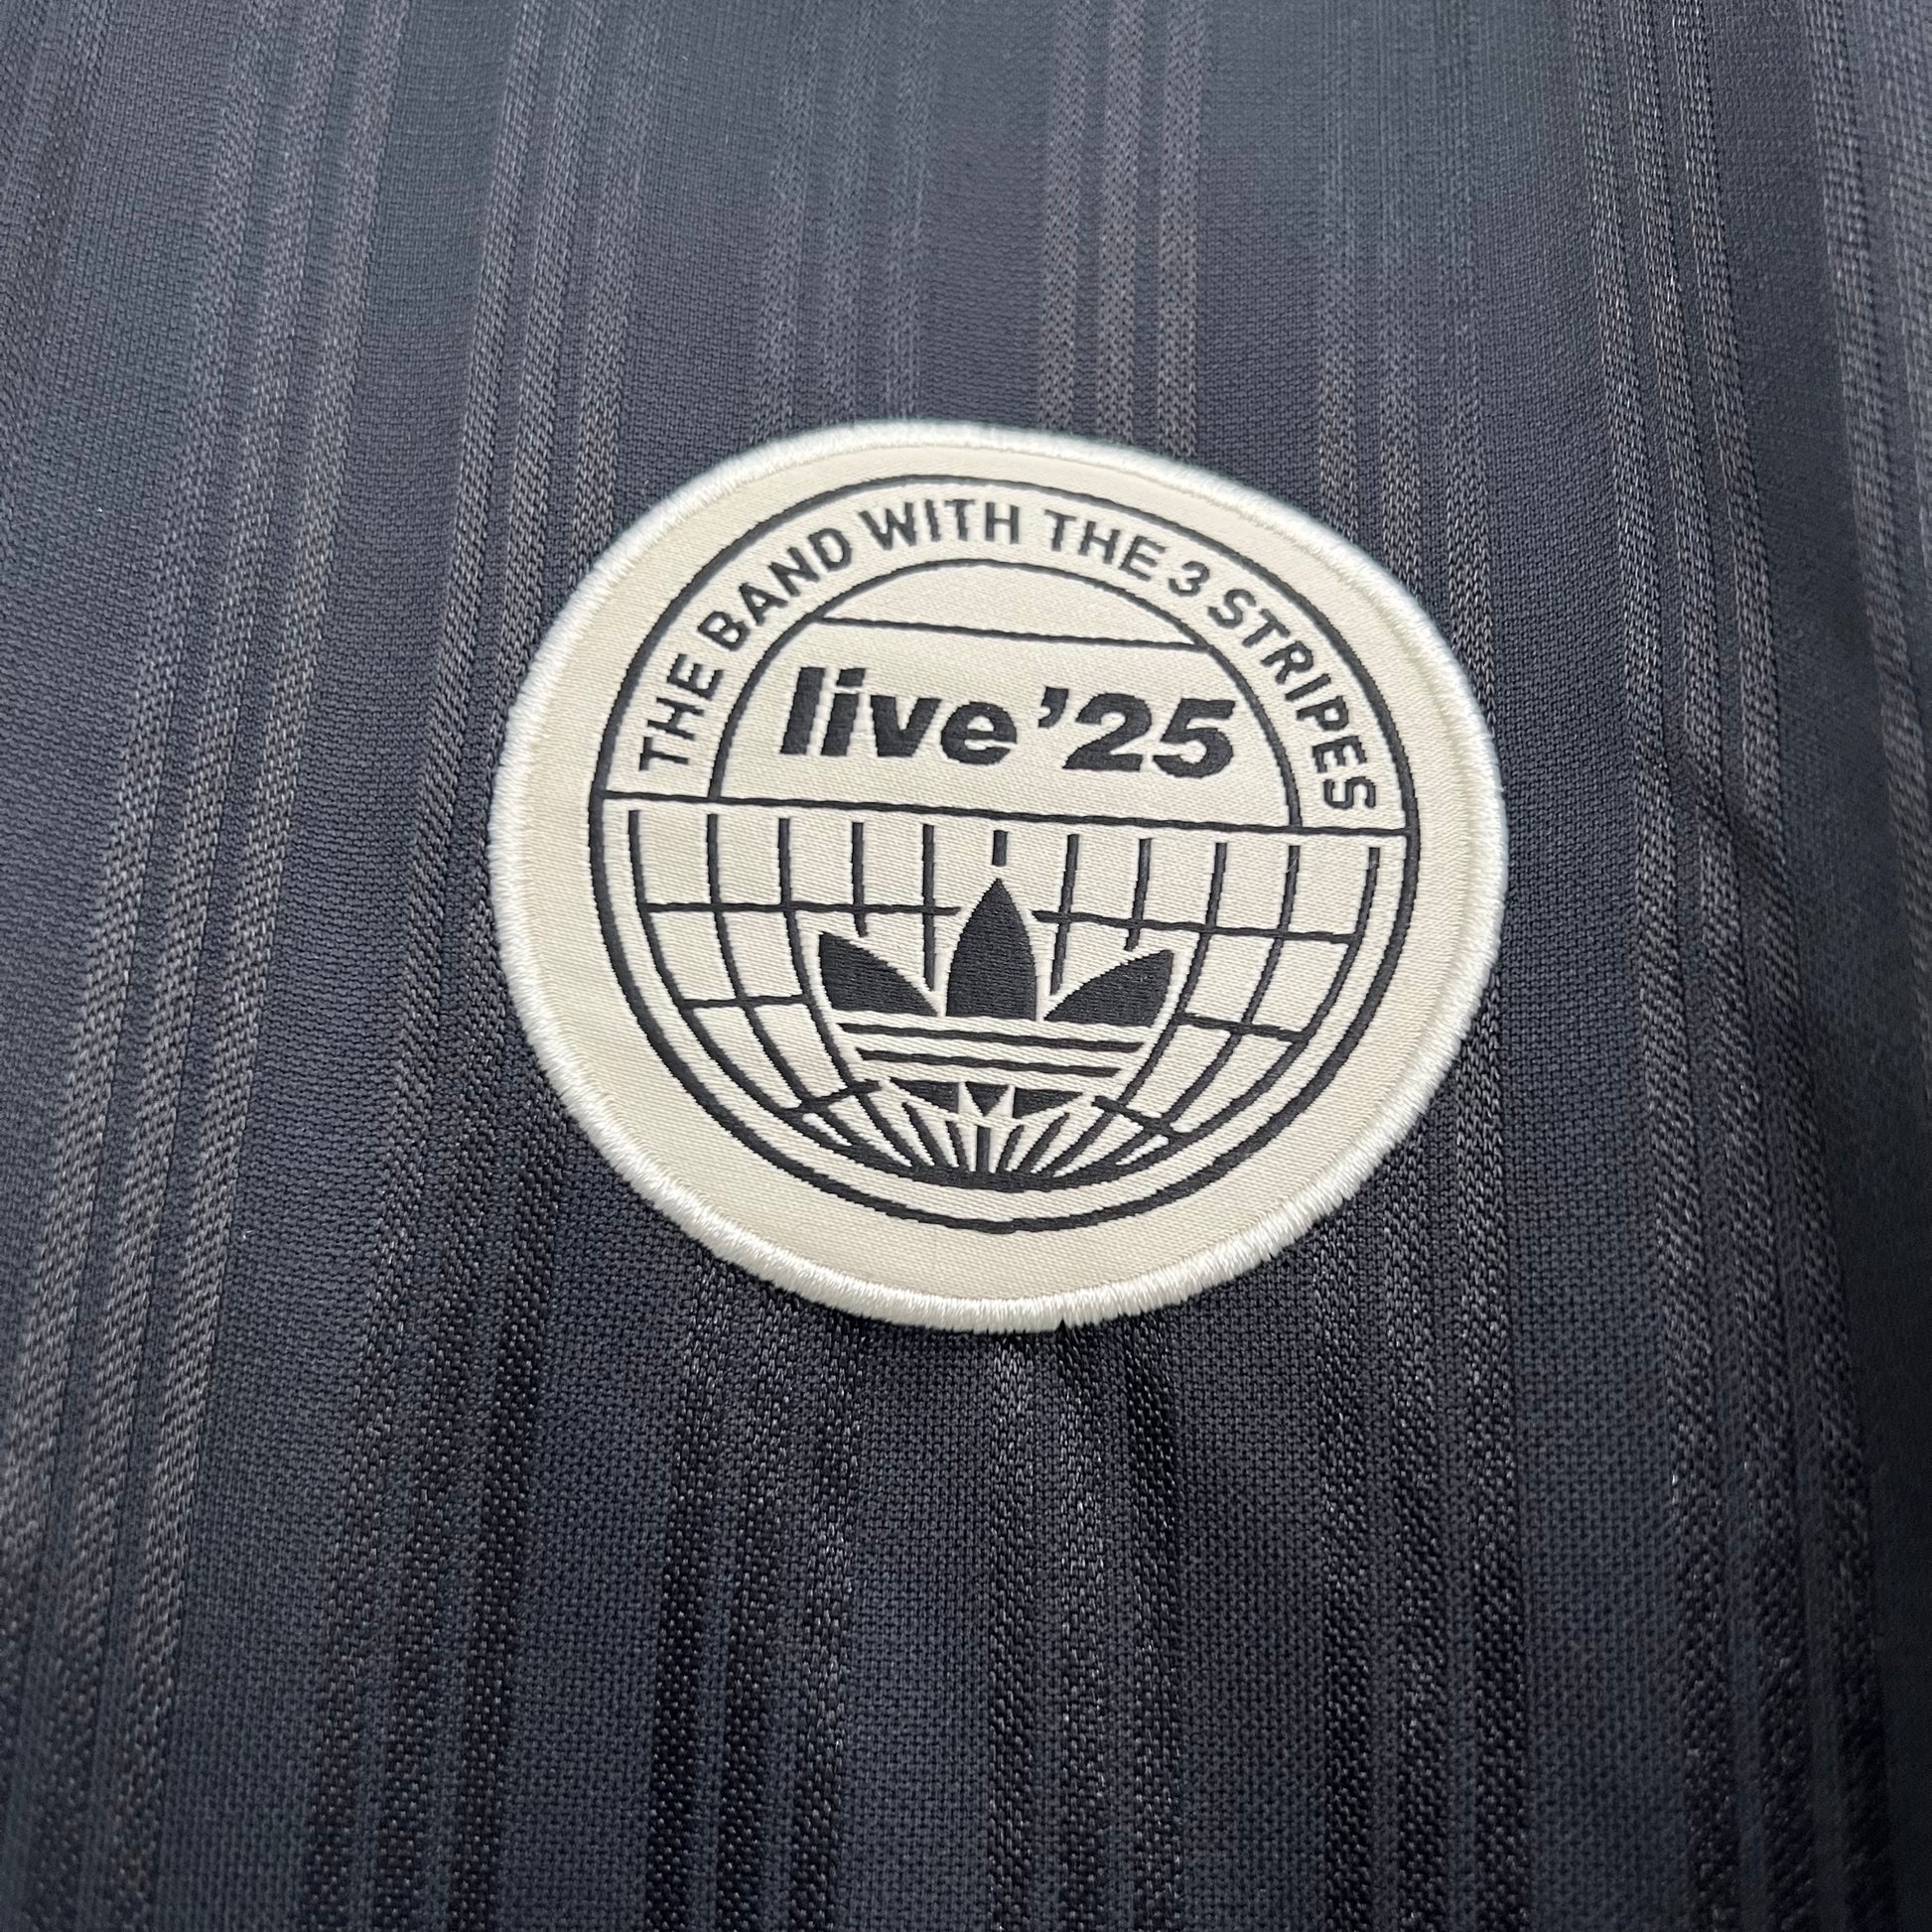 THE BAND WITH THE 3 STRIPES
live '25